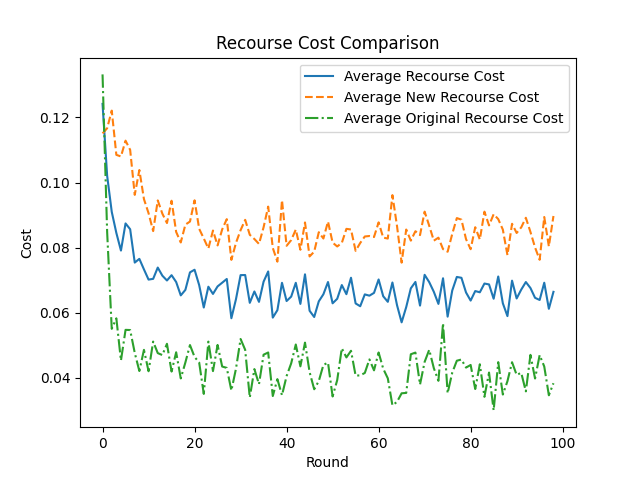 Recourse Cost Comparison
Average Recourse Cost
Average New Recourse Cost
Average Original Recourse Cost
0.12
0.10
0.08
0.06
0.04
Cost
0 20 40 60 80 100
Round